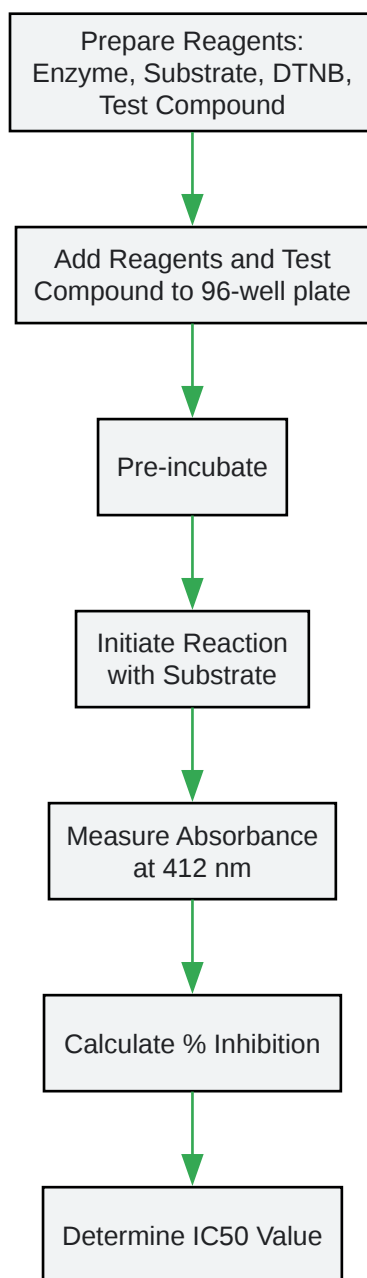 Prepare Reagents:
Enzyme, Substrate, DTNB,
Test Compound
Add Reagents and Test
Compound to 96-well plate
Pre-incubate
Initiate Reaction
with Substrate
Measure Absorbance
at 412 nm
Calculate % Inhibition
Determine IC50 Value